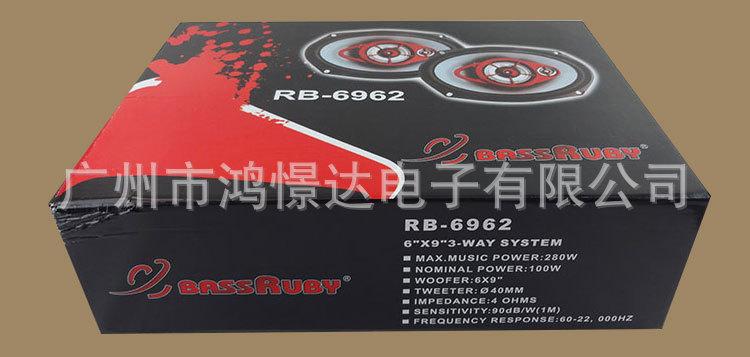 RB-6962
BASSRUBY®
广州市鸿憬达电子有限公司
BASSRUBY®
RB-6962
6"X9"3-WAY SYSTEM
■ MAX.MUSIC POWER:280W
■ NOMINAL POWER:100W
■ WOOFER:6X9"
■ TWEETER:Ø40MM
■ IMPEDANCE:4 OHMS
■ SENSITIVITY:90dB/W(1M)
■ FREQUENCY RESPONSE:60-22, 000HZ